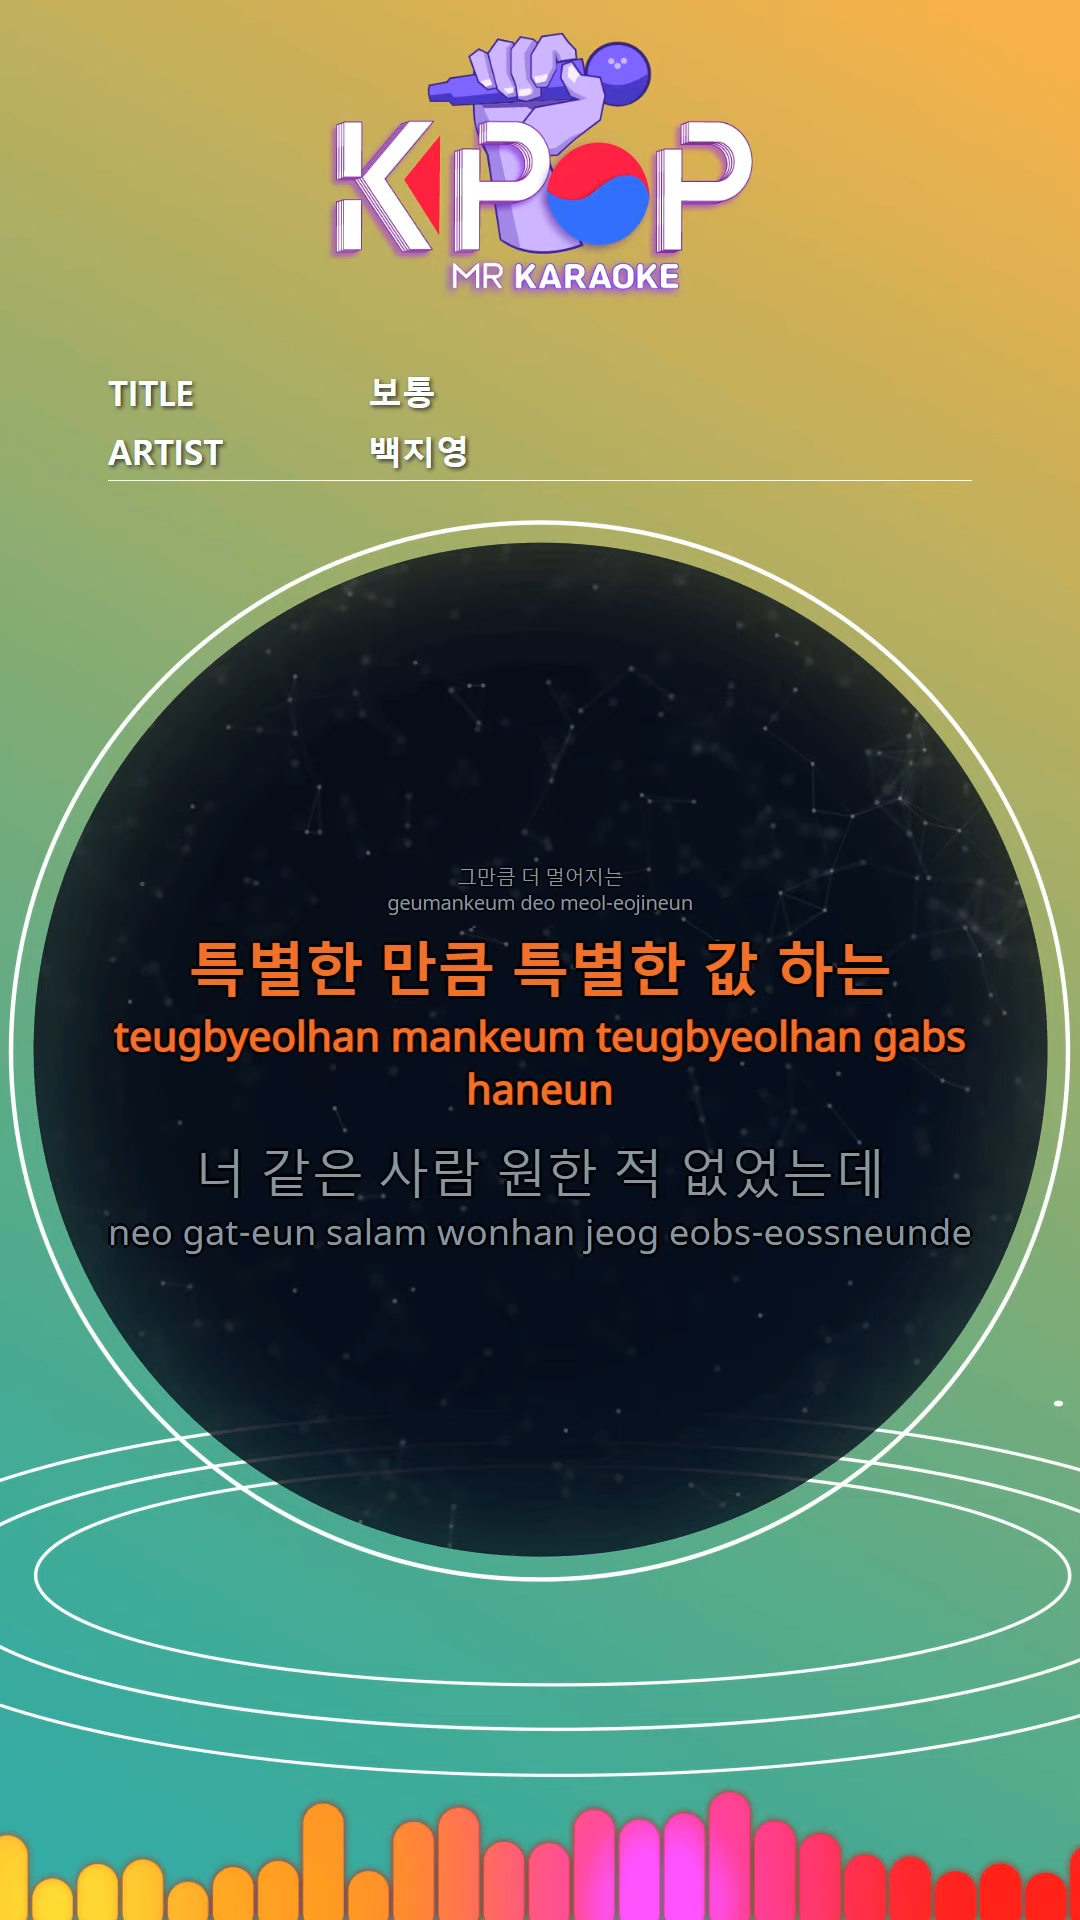 KPOP
MR KARAOKE
TITLE 보통
ARTIST 백지영
그만큼 더 멀어지는
geumankeum deo meol-eojineun
특별한 만큼 특별한 값 하는
teugbyeolhan mankeum teugbyeolhan gabs
haneun
너 같은 사람 원한 적 없었는데
neo gat-eun salam wonhan jeog eobs-eossneunde